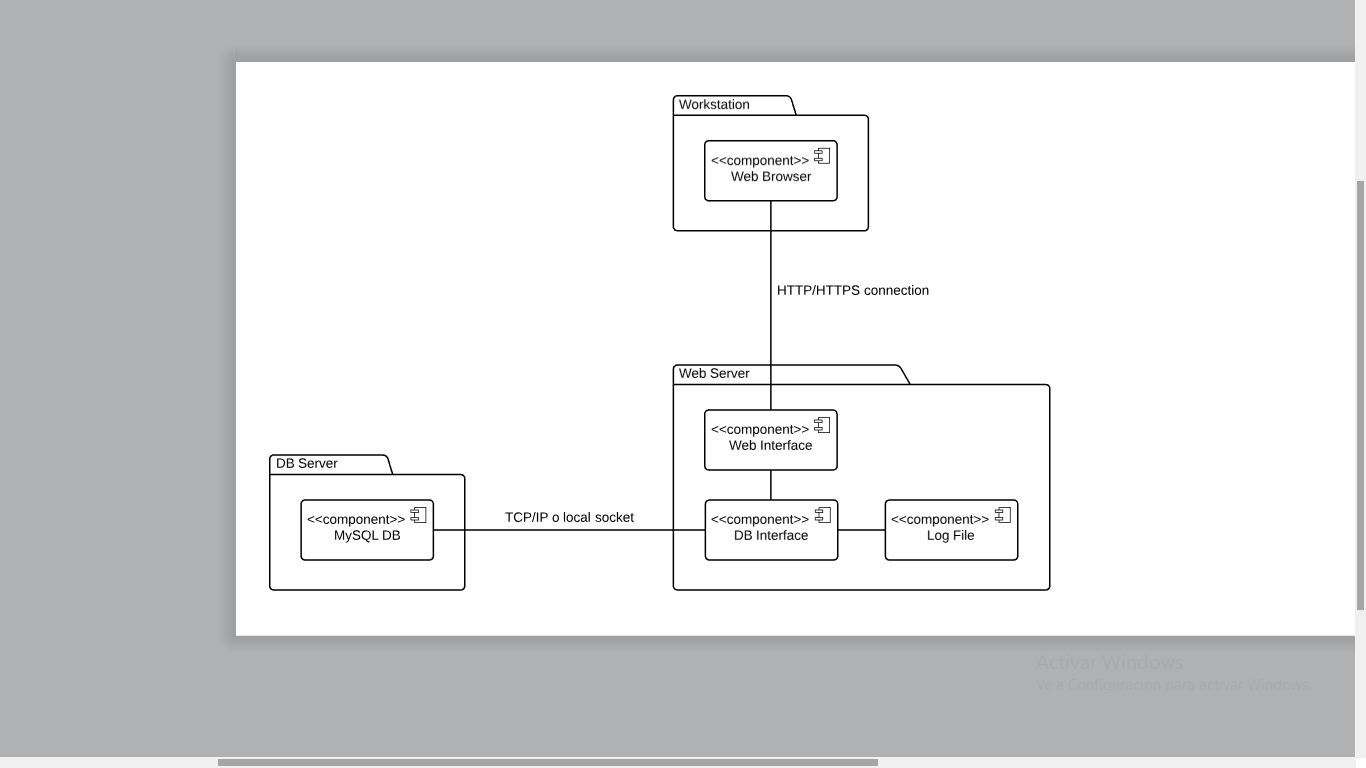 Workstation
<<component>>
Web Browser
HTTP/HTTPS connection
Web Server
<<component>>
Web Interface
DB Server
<<component>>
MySQL DB
TCP/IP o local socket
<<component>>
DB Interface
<<component>>
Log File
Activar Windows
Ve a Configuración para activar Windows.